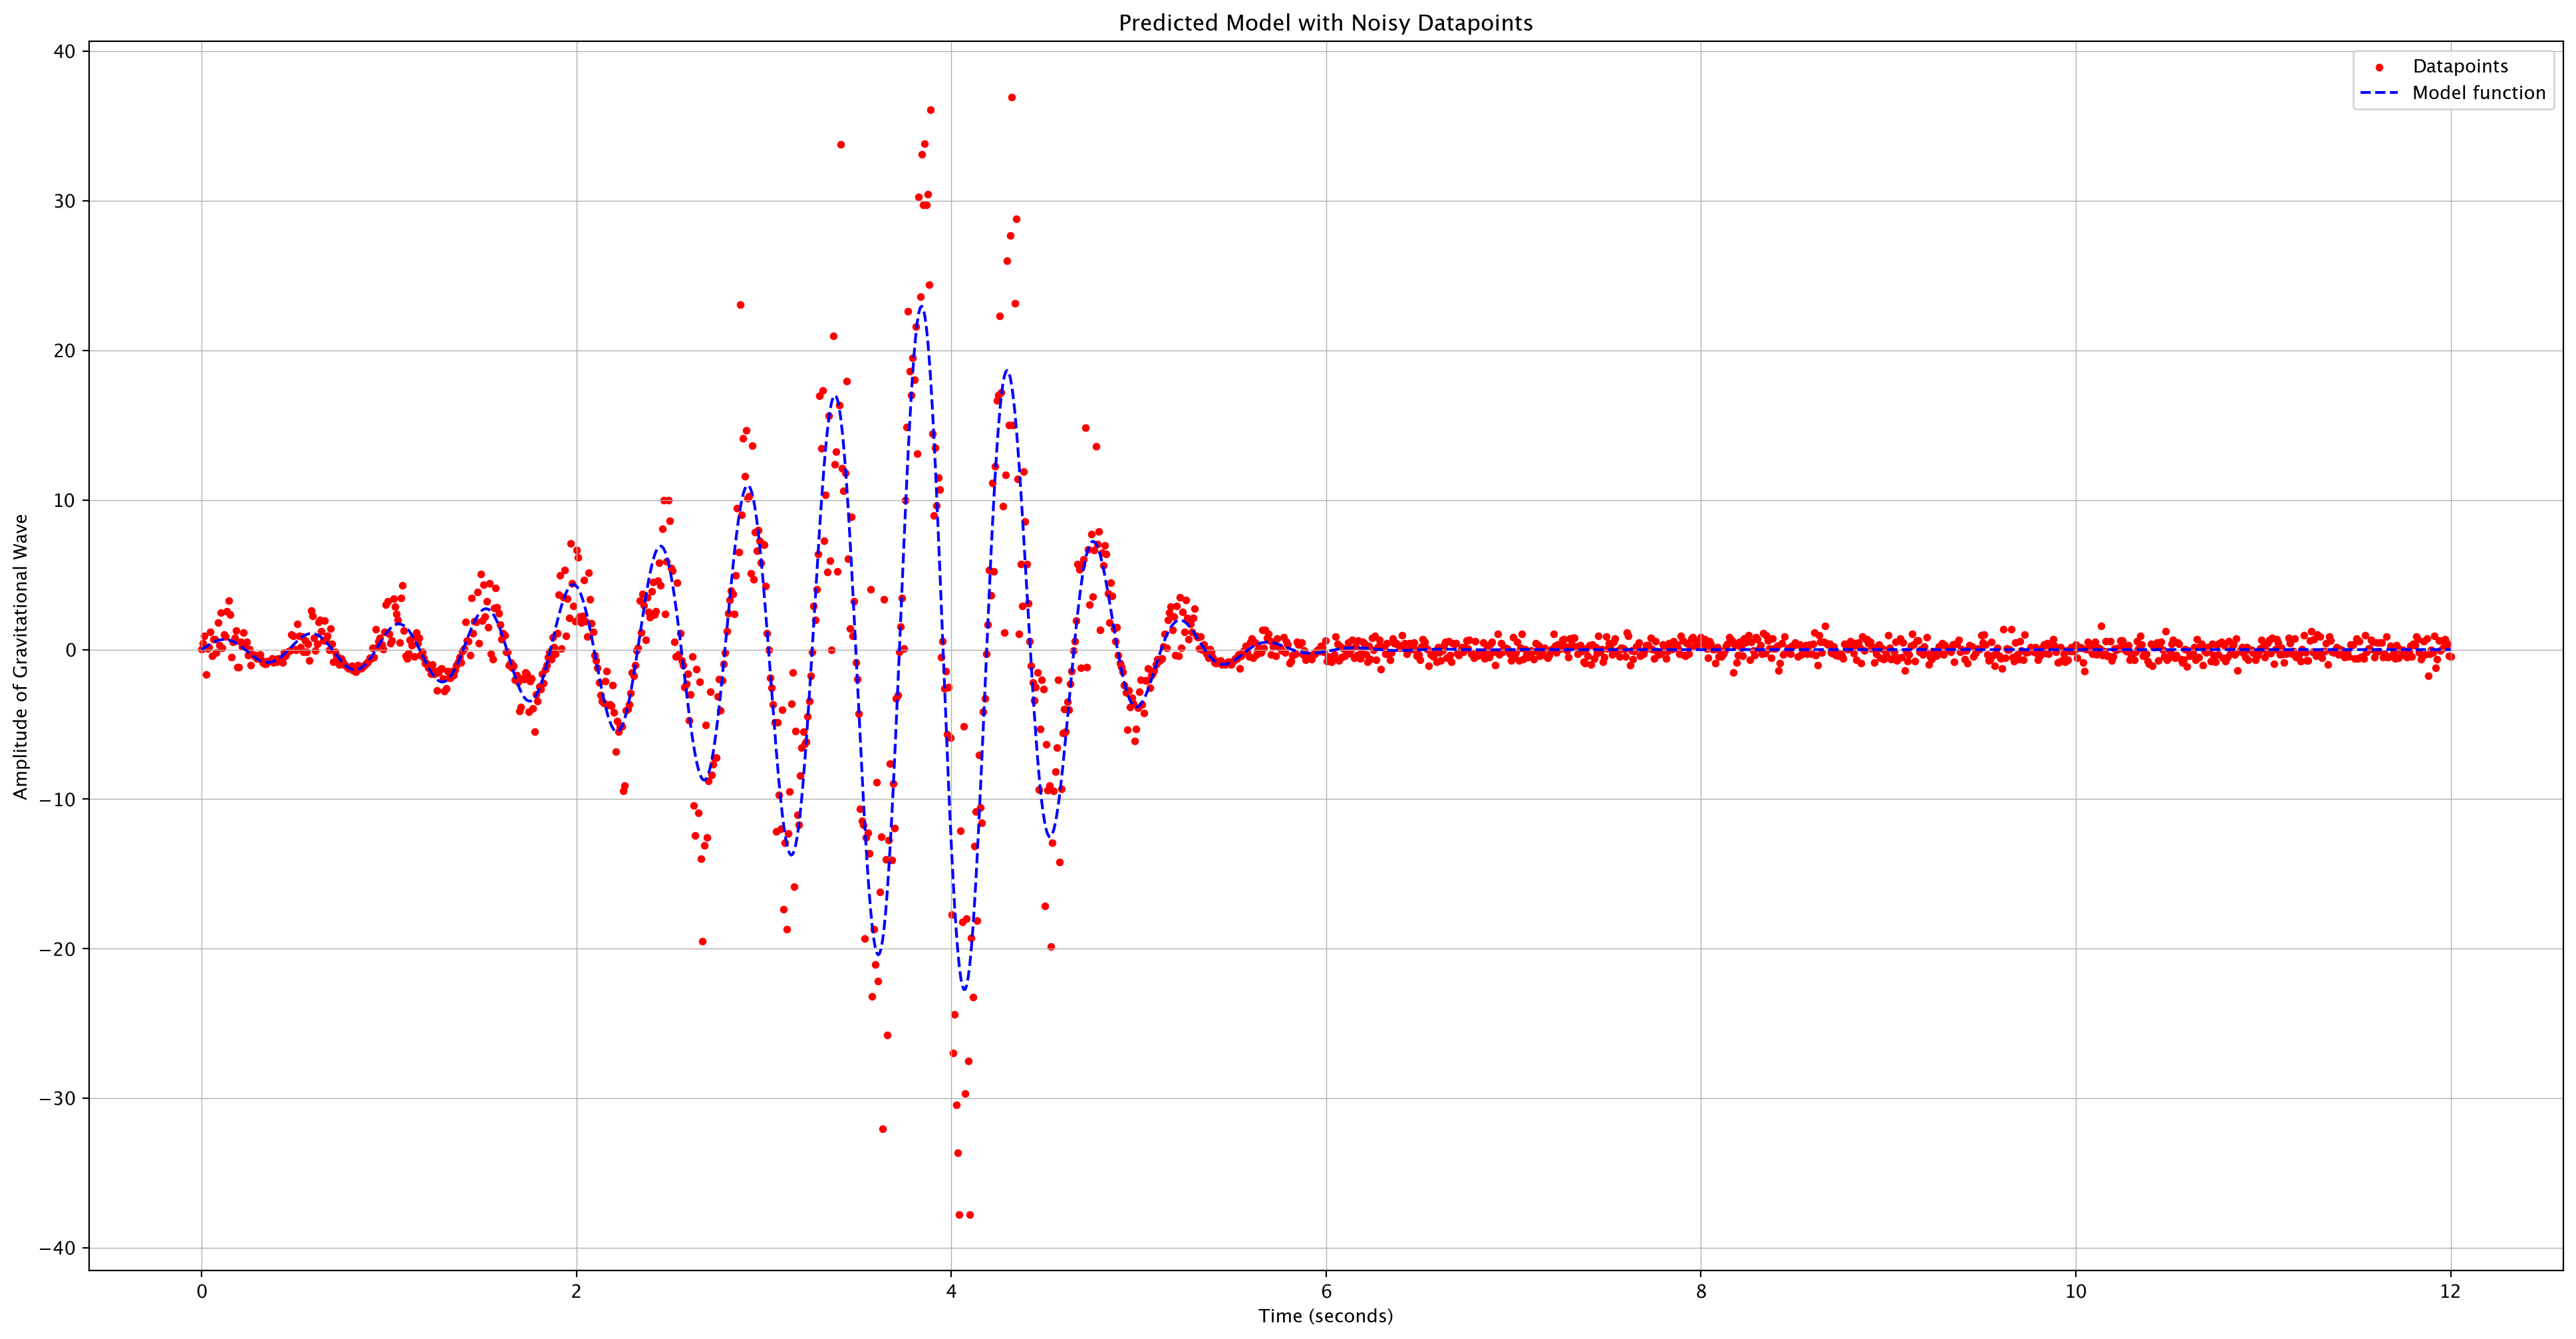 Predicted Model with Noisy Datapoints
Datapoints
Model function
Amplitude of Gravitational Wave
40
30
20
10
0
−10
−20
−30
−40
0 2 4 6 8 10 12
Time (seconds)